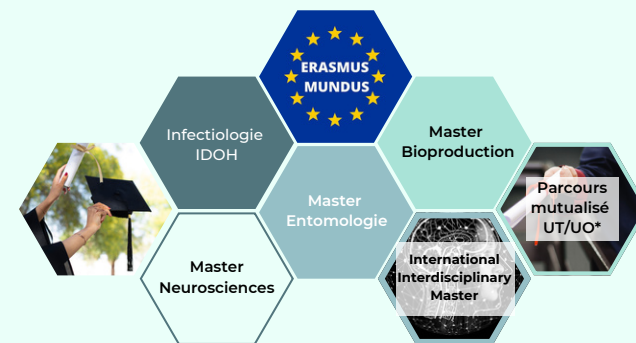 ERASMUS
MUNDUS
Infectiologie
IDOH
Master
Bioproduction
Master
Entomologie
Parcours
mutualisé
UT/UO*
Master
Neurosciences
International
Interdisciplinary
Master